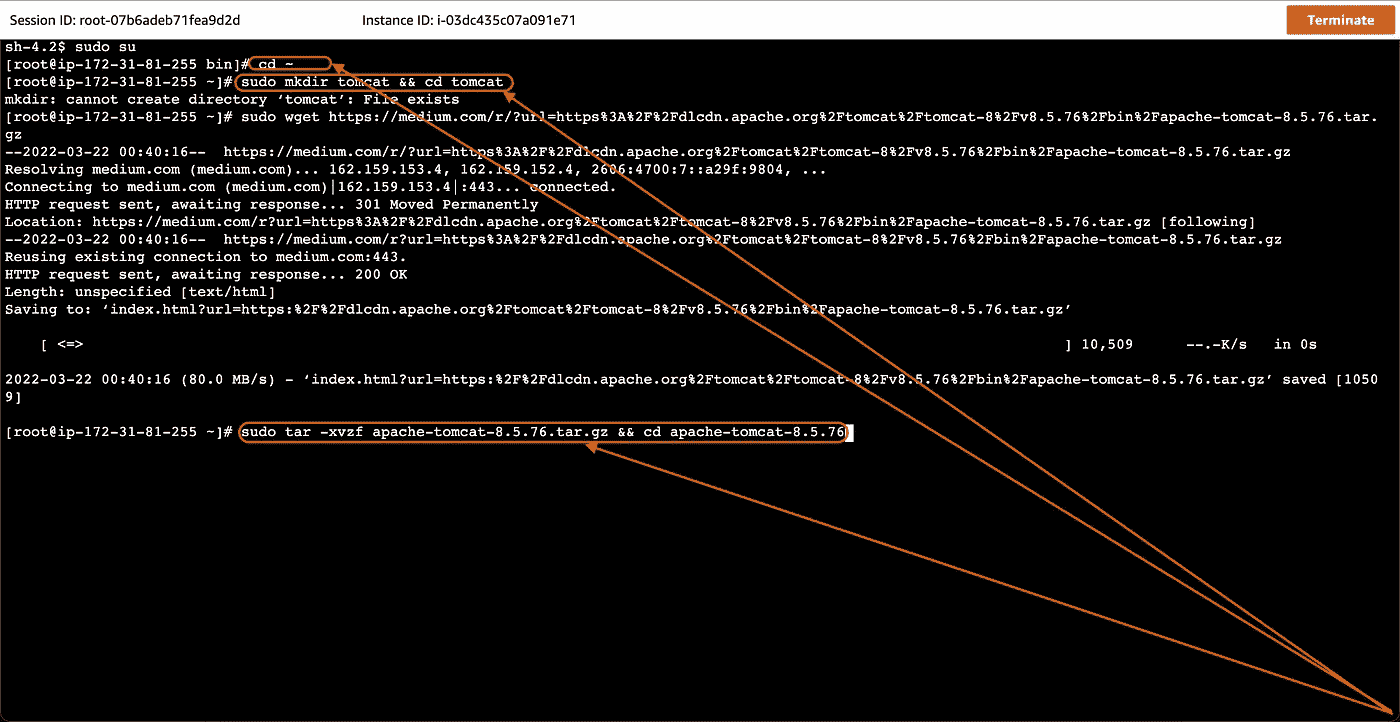 Session ID: root-07b6adeb71fea9d2d Instance ID: i-03dc435c07a091e71 Terminate
sh-4.2$ sudo su
[root@ip-172-31-81-255 bin]# cd ~
[root@ip-172-31-81-255 ~]# sudo mkdir tomcat && cd tomcat
mkdir: cannot create directory ‘tomcat’: File exists
[root@ip-172-31-81-255 ~]# sudo wget https://medium.com/r/?url=https%3A%2F%2Fdlcdn.apache.org%2Ftomcat%2Ftomcat-8%2Fv8.5.76%2Fbin%2Fapache-tomcat-8.5.76.tar.
gz
--2022-03-22 00:40:16--  https://medium.com/r/?url=https%3A%2F%2Fdlcdn.apache.org%2Ftomcat%2Ftomcat-8%2Fv8.5.76%2Fbin%2Fapache-tomcat-8.5.76.tar.gz
Resolving medium.com (medium.com)... 162.159.153.4, 162.159.152.4, 2606:4700:7::a29f:9804, ...
Connecting to medium.com (medium.com)|162.159.153.4|:443... connected.
HTTP request sent, awaiting response... 301 Moved Permanently
Location: https://medium.com/r?url=https%3A%2F%2Fdlcdn.apache.org%2Ftomcat%2Ftomcat-8%2Fv8.5.76%2Fbin%2Fapache-tomcat-8.5.76.tar.gz [following]
--2022-03-22 00:40:16--  https://medium.com/r?url=https%3A%2F%2Fdlcdn.apache.org%2Ftomcat%2Ftomcat-8%2Fv8.5.76%2Fbin%2Fapache-tomcat-8.5.76.tar.gz
Reusing existing connection to medium.com:443.
HTTP request sent, awaiting response... 200 OK
Length: unspecified [text/html]
Saving to: ‘index.html?url=https:%2F%2Fdlcdn.apache.org%2Ftomcat%2Ftomcat-8%2Fv8.5.76%2Fbin%2Fapache-tomcat-8.5.76.tar.gz’
[ <=> ] 10,509 --.-K/s in 0s
2022-03-22 00:40:16 (80.0 MB/s) - ‘index.html?url=https:%2F%2Fdlcdn.apache.org%2Ftomcat%2Ftomcat-8%2Fv8.5.76%2Fbin%2Fapache-tomcat-8.5.76.tar.gz’ saved [1050
9]
[root@ip-172-31-81-255 ~]# sudo tar -xvzf apache-tomcat-8.5.76.tar.gz && cd apache-tomcat-8.5.76